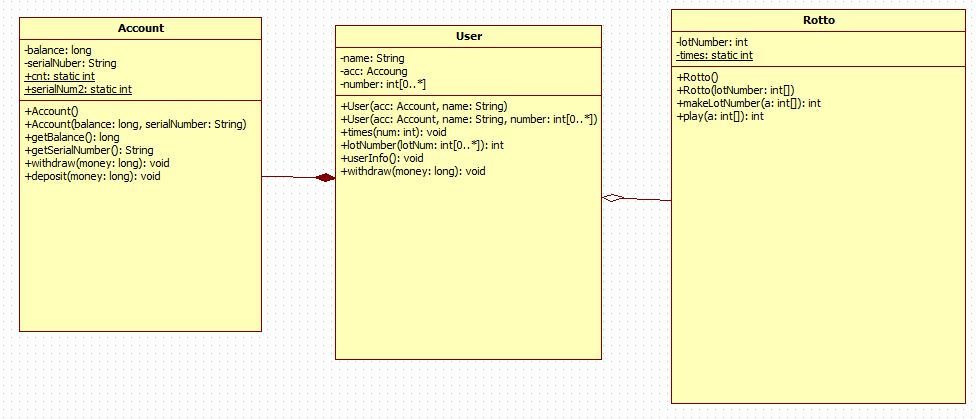 Account
-balance: long
-serialNuber: String
+cnt: static int
+serialNum2: static int
+Account()
+Account(balance: long, serialNumber: String)
+getBalance(): long
+getSerialNumber(): String
+withdraw(money: long): void
+deposit(money: long): void
User
-name: String
-acc: Accoung
-number: int[0..*]
+User(acc: Account, name: String)
+User(acc: Account, name: String, number: int[0..*])
+times(num: int): void
+lotNumber(lotNum: int[0..*]): int
+userInfo(): void
+withdraw(money: long): void
Rotto
-lotNumber: int
-times: static int
+Rotto()
+Rotto(lotNumber: int[])
+makeLotNumber(a: int[]): int
+play(a: int[]): int